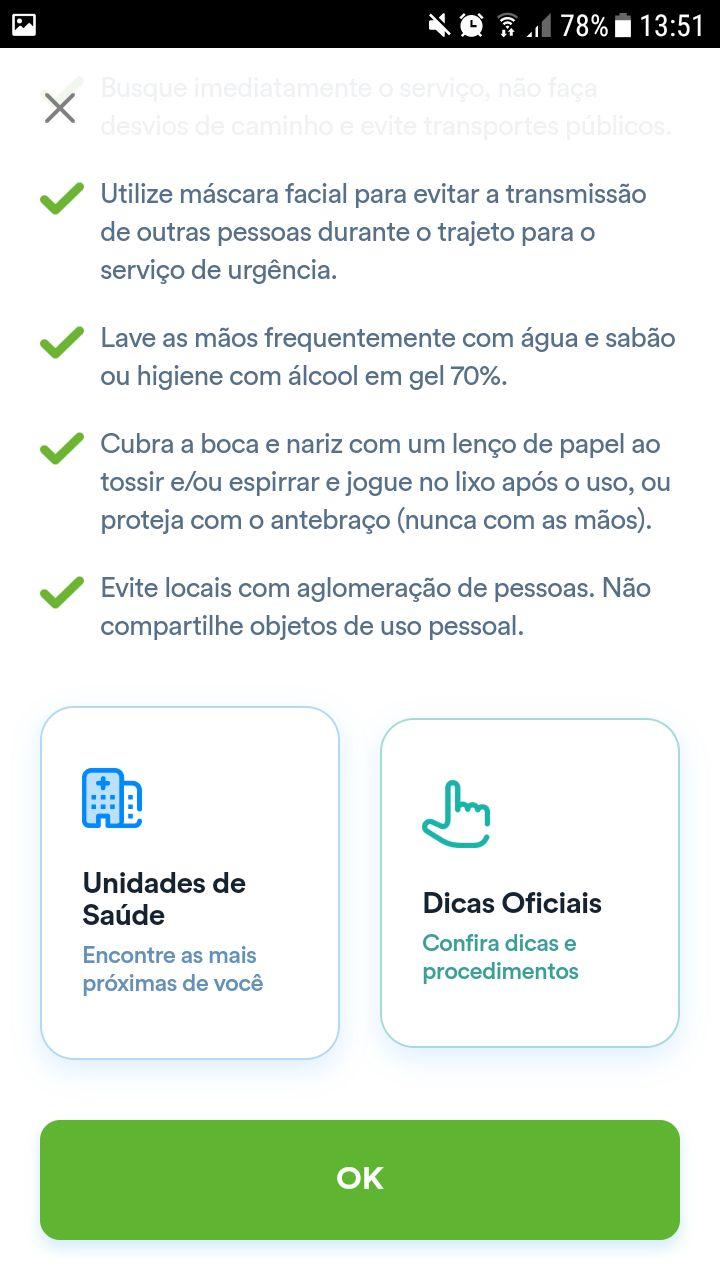 78% 13:51
Busque imediatamente o serviço, não faça
desvios de caminho e evite transportes públicos.
Utilize máscara facial para evitar a transmissão
de outras pessoas durante o trajeto para o
serviço de urgência.
Lave as mãos frequentemente com água e sabão
ou higiene com álcool em gel 70%.
Cubra a boca e nariz com um lenço de papel ao
tossir e/ou espirrar e jogue no lixo após o uso, ou
proteja com o antebraço (nunca com as mãos).
Evite locais com aglomeração de pessoas. Não
compartilhe objetos de uso pessoal.
Unidades de
Saúde
Encontre as mais
próximas de você
Dicas Oficiais
Confira dicas e
procedimentos
OK